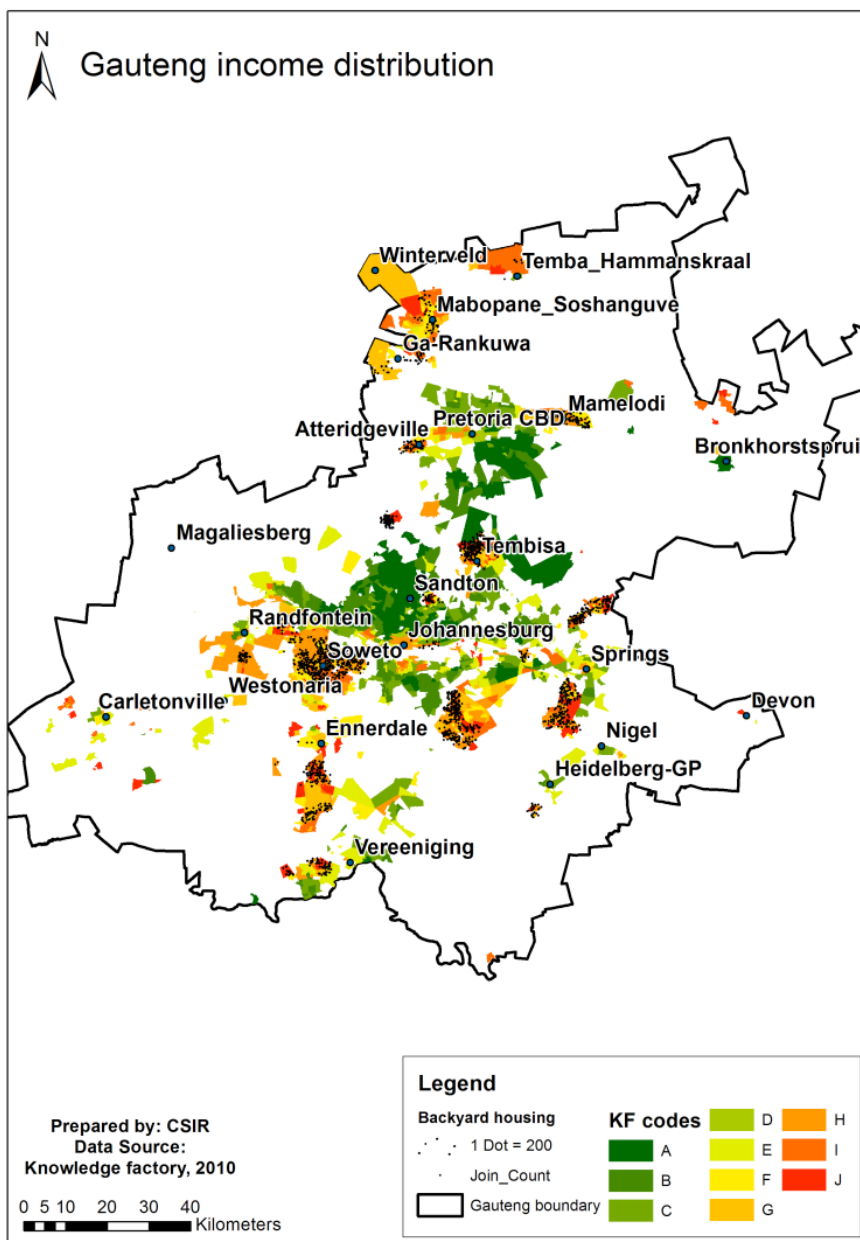 N
Gauteng income distribution
Winterveld
Temba_Hammanskraal
Mabopane_Soshanguve
Ga-Rankuwa
Mamelodi
Pretoria CBD
Atteridgeville
Bronkhorstsprui
Magaliesberg
Tembisa
Sandton
Randfontein
Johannesburg
Soweto
Springs
Westonaria
Carletonville
Devon
Ennerdale
Nigel
Heidelberg-GP
Vereeniging
Prepared by: CSIR
Data Source:
Knowledge factory, 2010
0 5 10 20 30 40
Kilometers
Legend
Backyard housing
1 Dot = 200
Join_Count
Gauteng boundary
KF codes
A
B
C
D
E
F
G
H
I
J